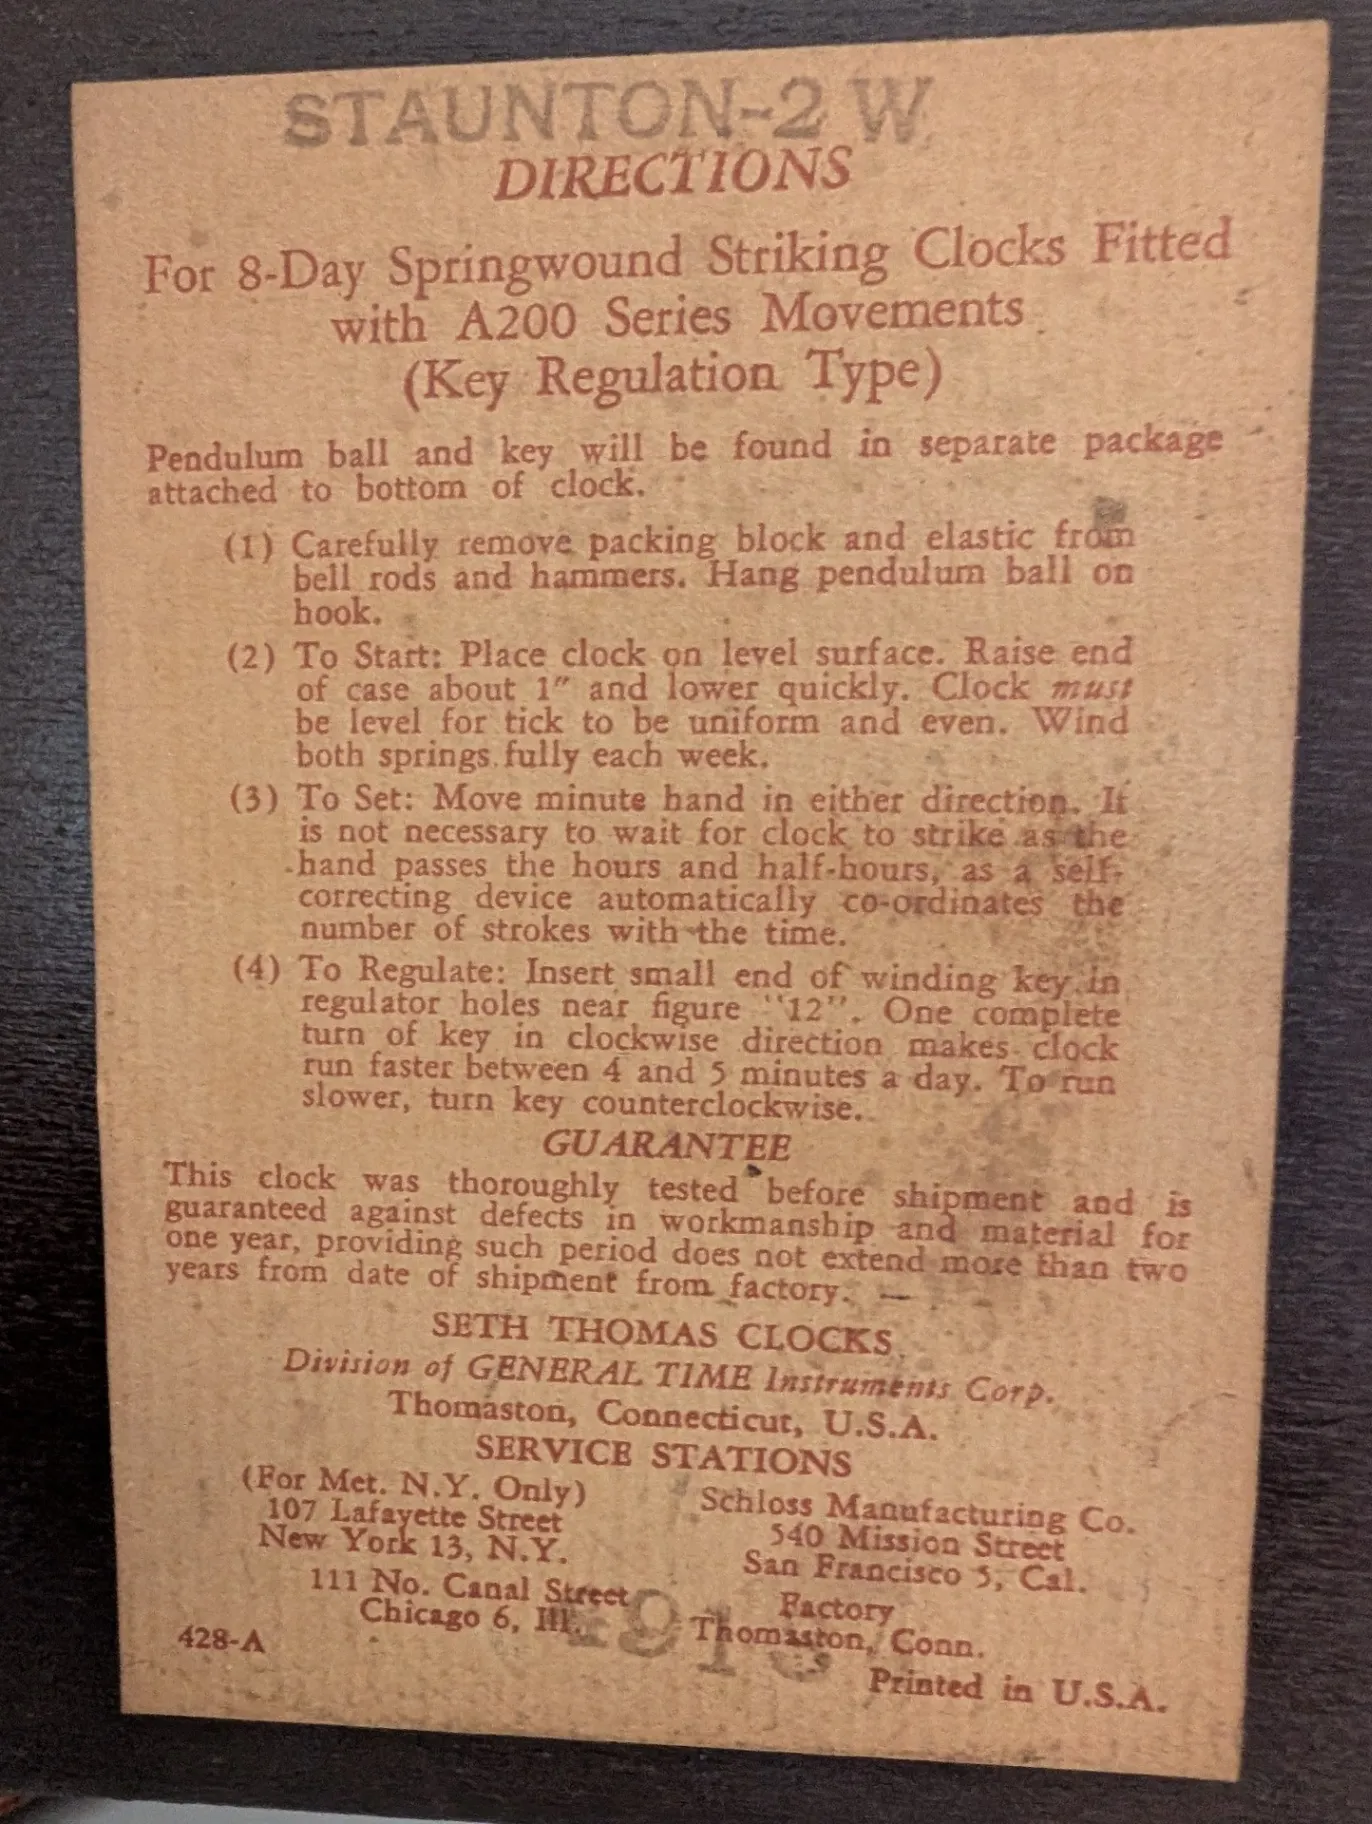 STAUNTON-2 W
DIRECTIONS
For 8-Day Springwound Striking Clocks Fitted
with A200 Series Movements
(Key Regulation Type)
Pendulum ball and key will be found in separate package
attached to bottom of clock.
(1) Carefully remove packing block and elastic from
bell rods and hammers. Hang pendulum ball on
hook.
(2) To Start: Place clock on level surface. Raise end
of case about 1" and lower quickly. Clock must
be level for tick to be uniform and even. Wind
both springs fully each week.
(3) To Set: Move minute hand in either direction. It
is not necessary to wait for clock to strike as the
hand passes the hours and half-hours, as a self-
correcting device automatically co-ordinates the
number of strokes with the time.
(4) To Regulate: Insert small end of winding key in
regulator holes near figure "12". One complete
turn of key in clockwise direction makes clock
run faster between 4 and 5 minutes a day. To run
slower, turn key counterclockwise.
GUARANTEE
This clock was thoroughly tested before shipment and is
guaranteed against defects in workmanship and material for
one year, providing such period does not extend more than two
years from date of shipment from factory.
SETH THOMAS CLOCKS
Division of GENERAL TIME Instruments Corp.
Thomaston, Connecticut, U.S.A.
SERVICE STATIONS
(For Met. N.Y. Only)
107 Lafayette Street
New York 13, N.Y.
111 No. Canal Street
Chicago 6, Ill.
Schloss Manufacturing Co.
540 Mission Street
San Francisco 5, Cal.
Factory
Thomaston, Conn.
428-A
Printed in U.S.A.